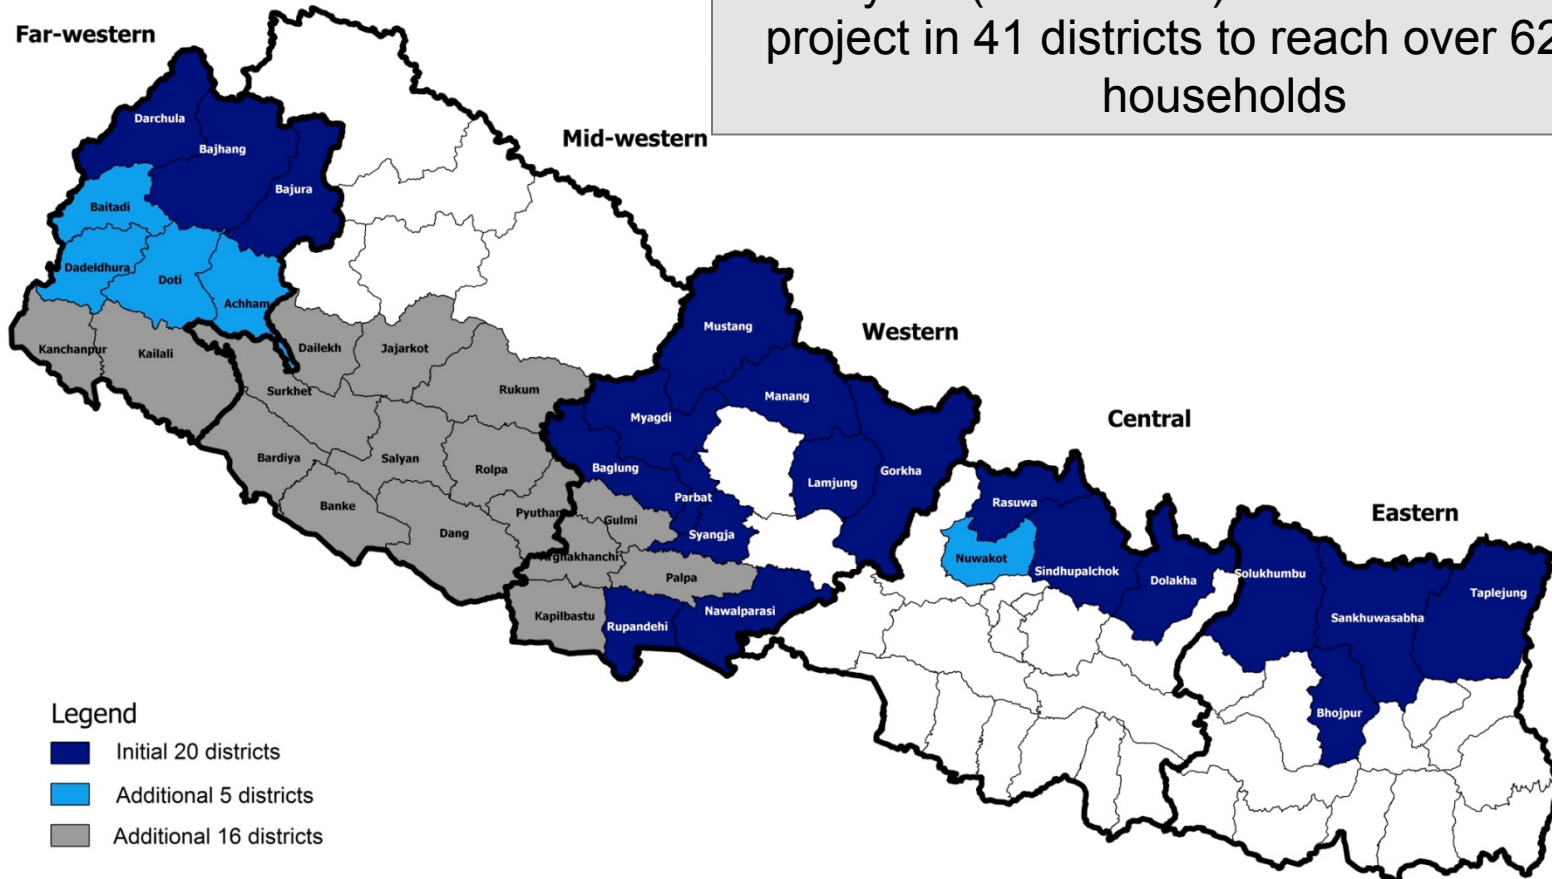 project in 41 districts to reach over 62
households
Far-western
Mid-western
Western
Central
Eastern
Darchula
Bajhang
Bajura
Baitadi
Dadeldhura
Doti
Achham
Kanchanpur
Kailali
Dailekh
Jajarkot
Surkhet
Rukum
Bardiya
Salyan
Rolpa
Banke
Dang
Pyuthan
Mustang
Manang
Myagdi
Baglung
Parbat
Lamjung
Gorkha
Syangja
Gulmi
Arghakhanchi
Palpa
Kapilbastu
Rupandehi
Nawalparasi
Rasuwa
Nuwakot
Sindhupalchok
Dolakha
Solukhumbu
Sankhuwasabha
Taplejung
Bhojpur
Legend
Initial 20 districts
Additional 5 districts
Additional 16 districts